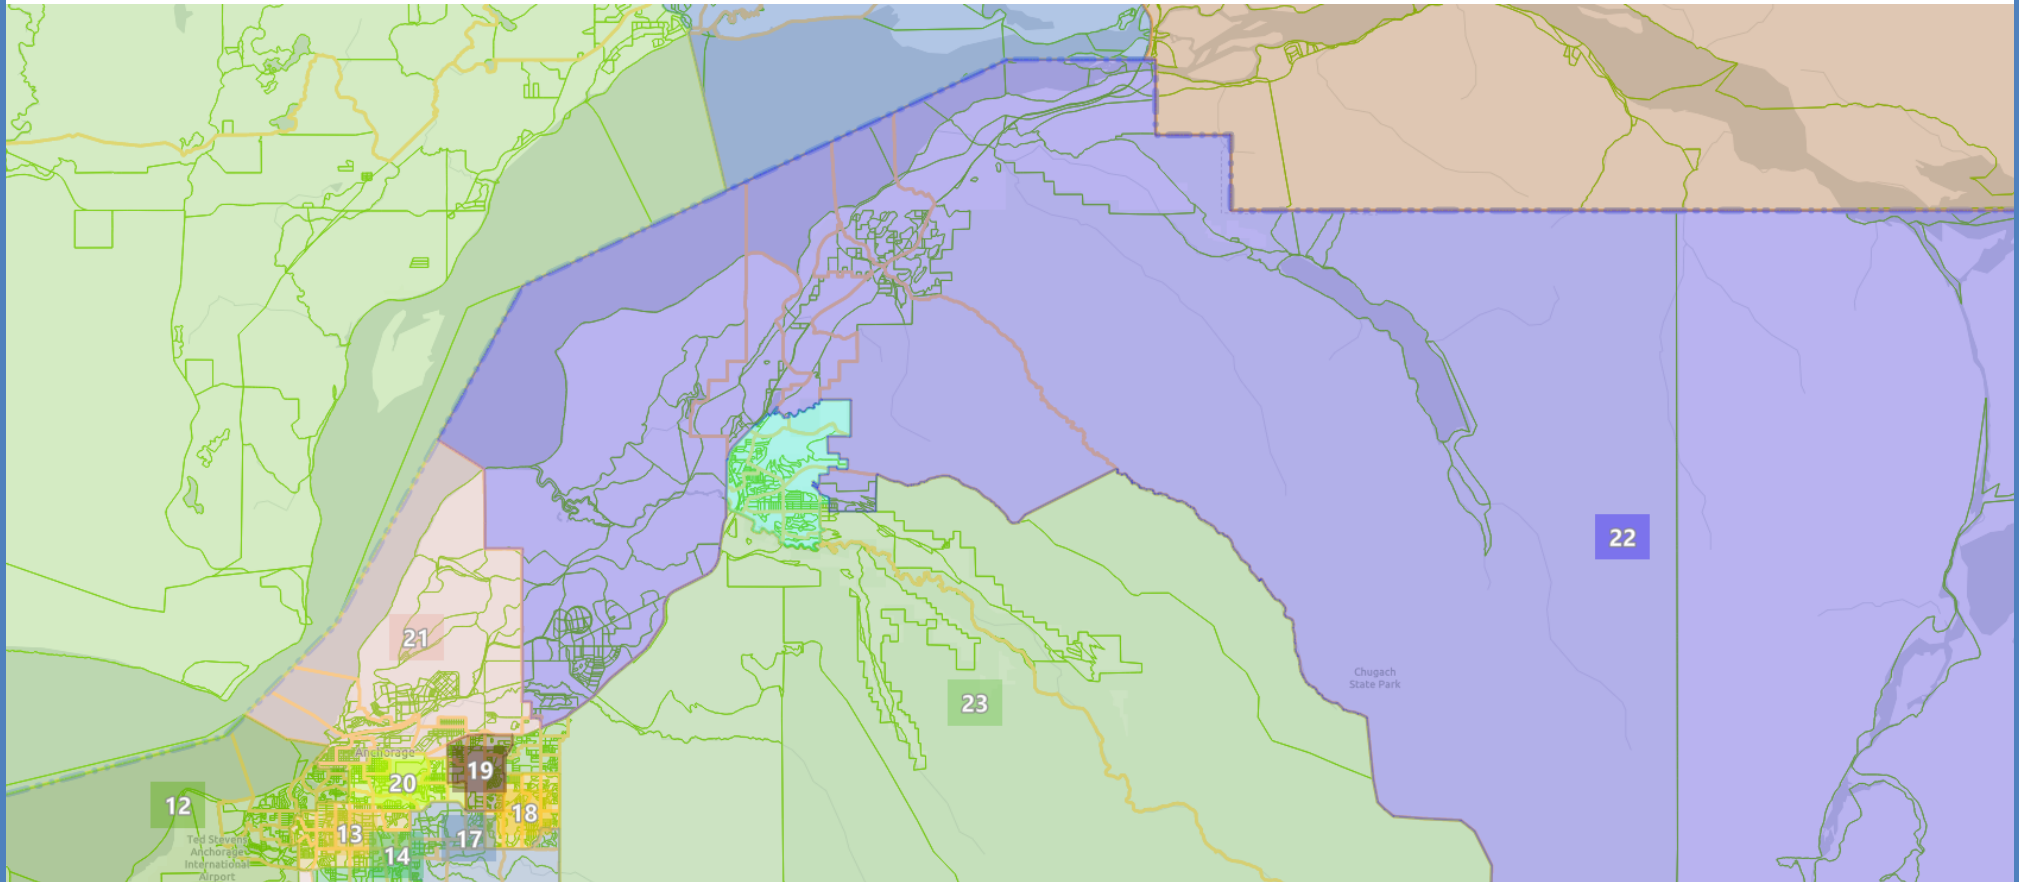 22
21
Chugach
State Park
23
Anchorage
19
20
12
18
13
17
Ted Stevens
Anchorage
International
Airport
14